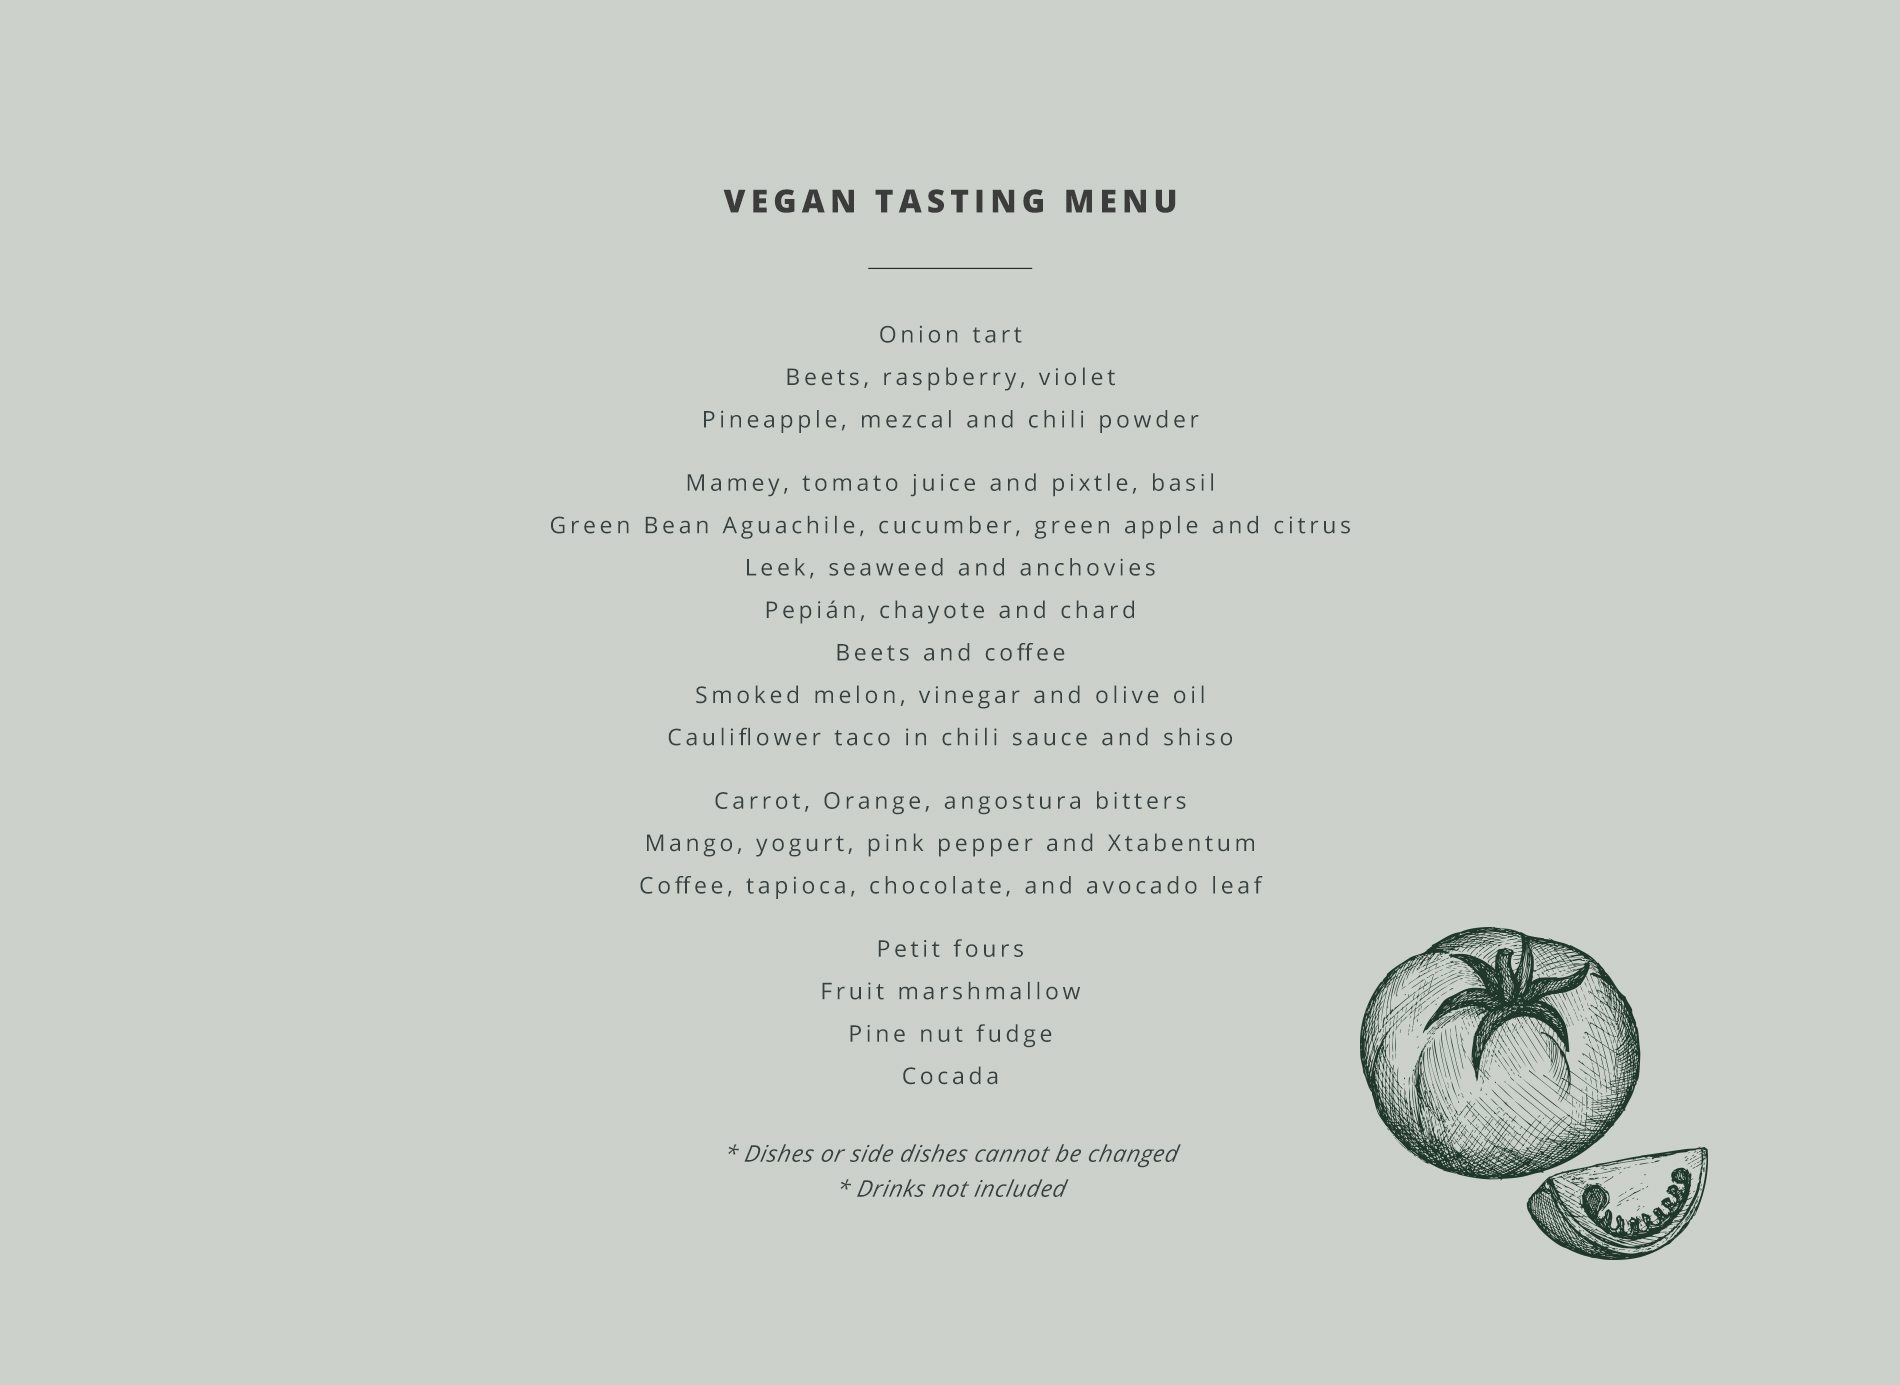 VEGAN TASTING MENU
Onion tart
Beets, raspberry, violet
Pineapple, mezcal and chili powder
Mamey, tomato juice and pixtle, basil
Green Bean Aguachile, cucumber, green apple and citrus
Leek, seaweed and anchovies
Pepián, chayote and chard
Beets and coffee
Smoked melon, vinegar and olive oil
Cauliflower taco in chili sauce and shiso
Carrot, Orange, angostura bitters
Mango, yogurt, pink pepper and Xtabentum
Coffee, tapioca, chocolate, and avocado leaf
Petit fours
Fruit marshmallow
Pine nut fudge
Cocada
* Dishes or side dishes cannot be changed
* Drinks not included